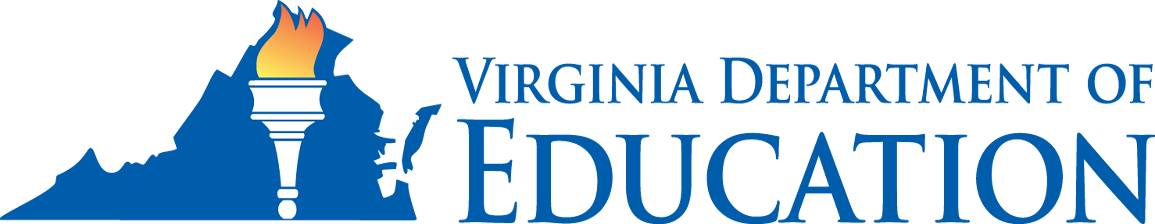 VIRGINIA DEPARTMENT OF
EDUCATION